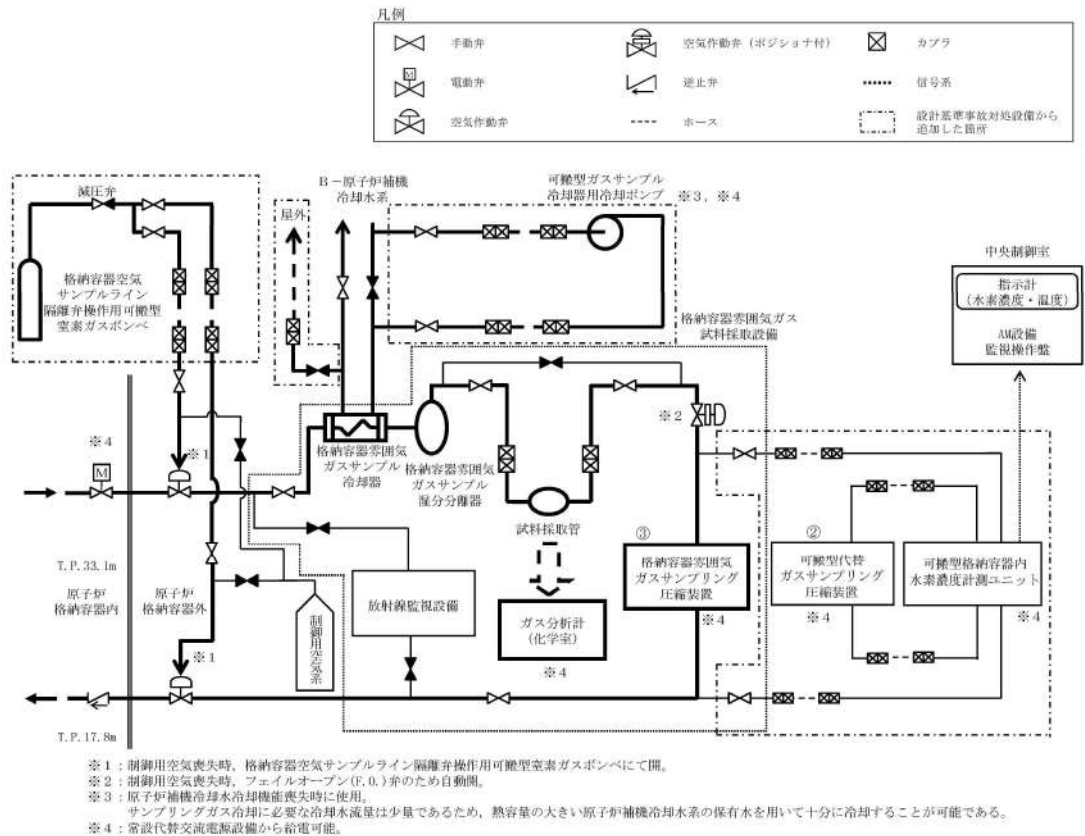 凡例
手動弁
空気作動弁（ポジショナ付）
カプラ
M
電動弁
逆止弁
信号系
空気作動弁
ホース
設計基準事故対処設備から
追加した箇所
減圧弁
格納容器空気
サンプルライン
隔離弁操作用可搬型
窒素ガスボンベ
屋外
B－原子炉補機
冷却水系
可搬型ガスサンプル
冷却器用冷却ポンプ
※3，※4
格納容器雰囲気ガス
試料採取設備
中央制御室
指示計
（水素濃度・温度）
AM設備
監視操作盤
※4
M
※1
格納容器雰囲気
ガスサンプル
冷却器
格納容器雰囲気
ガスサンプル
湿分分離器
試料採取管
※2
③
格納容器雰囲気
ガスサンプリング
圧縮装置
※4
②
可搬型代替
ガスサンプリング
圧縮装置
※4
可搬型格納容器内
水素濃度計測ユニット
※4
T.P.33.1m
原子炉
格納容器内
原子炉
格納容器外
制御用空気系
放射線監視設備
ガス分析計
（化学室）
※4
※1
T.P.17.8m
※1：制御用空気喪失時，格納容器空気サンプルライン隔離弁操作用可搬型窒素ガスボンベにて開。
※2：制御用空気喪失時，フェイルオープン(F.O.)弁のため自動開。
※3：原子炉補機冷却水冷却機能喪失時に使用。
サンプリングガス冷却に必要な冷却水流量は少量であるため，熱容量の大きい原子炉補機冷却水系の保有水を用いて十分に冷却することが可能である。
※4：常設代替交流電源設備から給電可能。